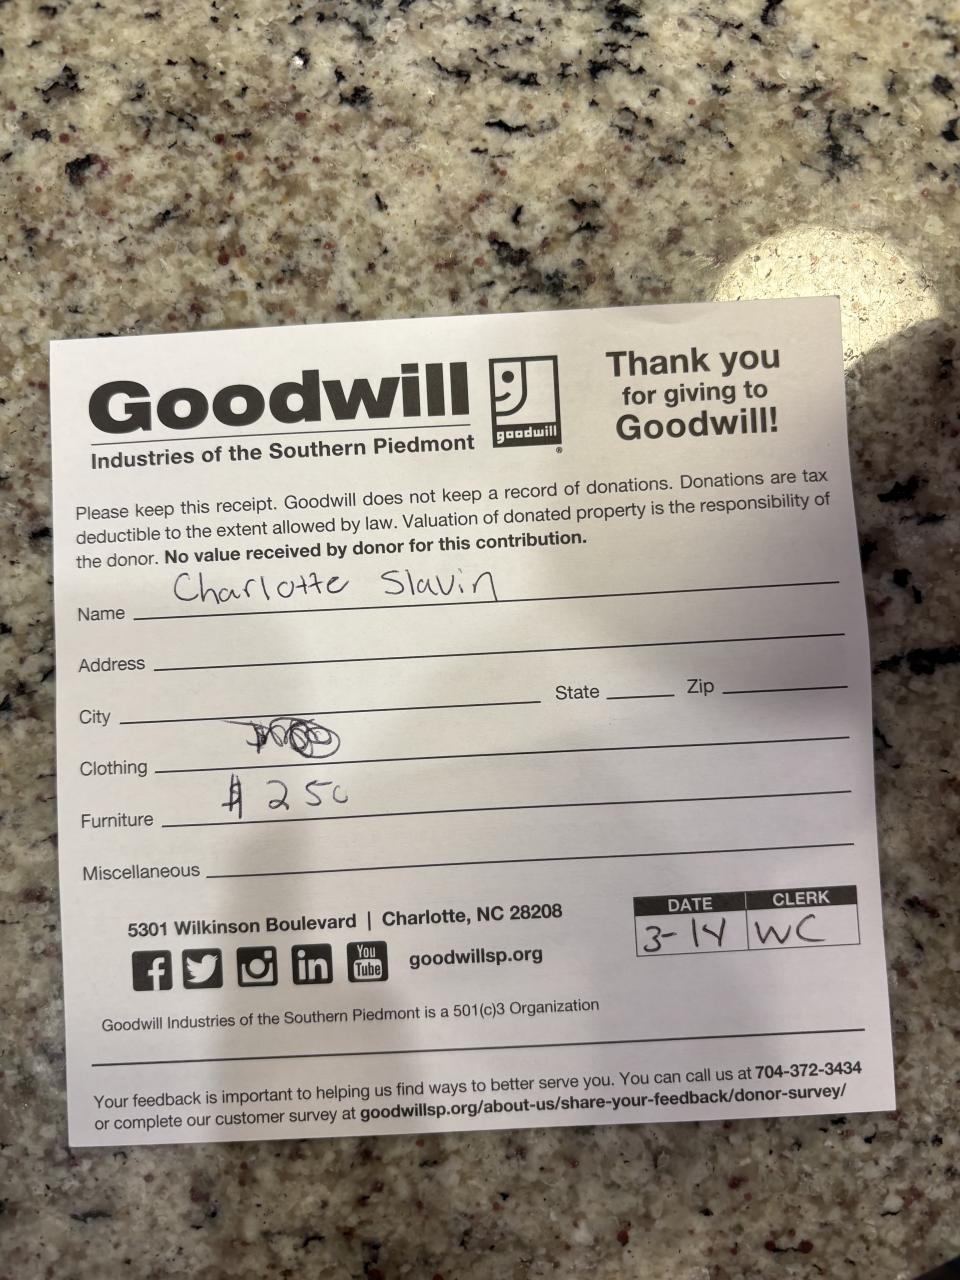 Goodwill
Industries of the Southern Piedmont
goodwill
®
Thank you
for giving to
Goodwill!
Please keep this receipt. Goodwill does not keep a record of donations. Donations are tax
deductible to the extent allowed by law. Valuation of donated property is the responsibility of
the donor. No value received by donor for this contribution.
Name Charlotte Slavin
Address
City State Zip
Clothing
Furniture $ 250
Miscellaneous
5301 Wilkinson Boulevard | Charlotte, NC 28208
DATE CLERK
3-14 WC
f in You Tube goodwillsp.org
Goodwill Industries of the Southern Piedmont is a 501(c)3 Organization
Your feedback is important to helping us find ways to better serve you. You can call us at 704-372-3434
or complete our customer survey at goodwillsp.org/about-us/share-your-feedback/donor-survey/